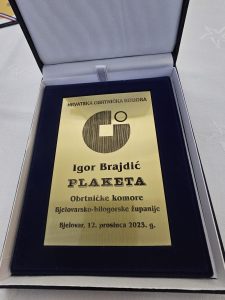 HRVATSKA OBRTNIČKA KOMORA
Igor Brajdić
PLAKETA
Obrtničke komore
Bjelovarsko-bilogorske županije
Bjelovar, 12. prosinca 2023. g.